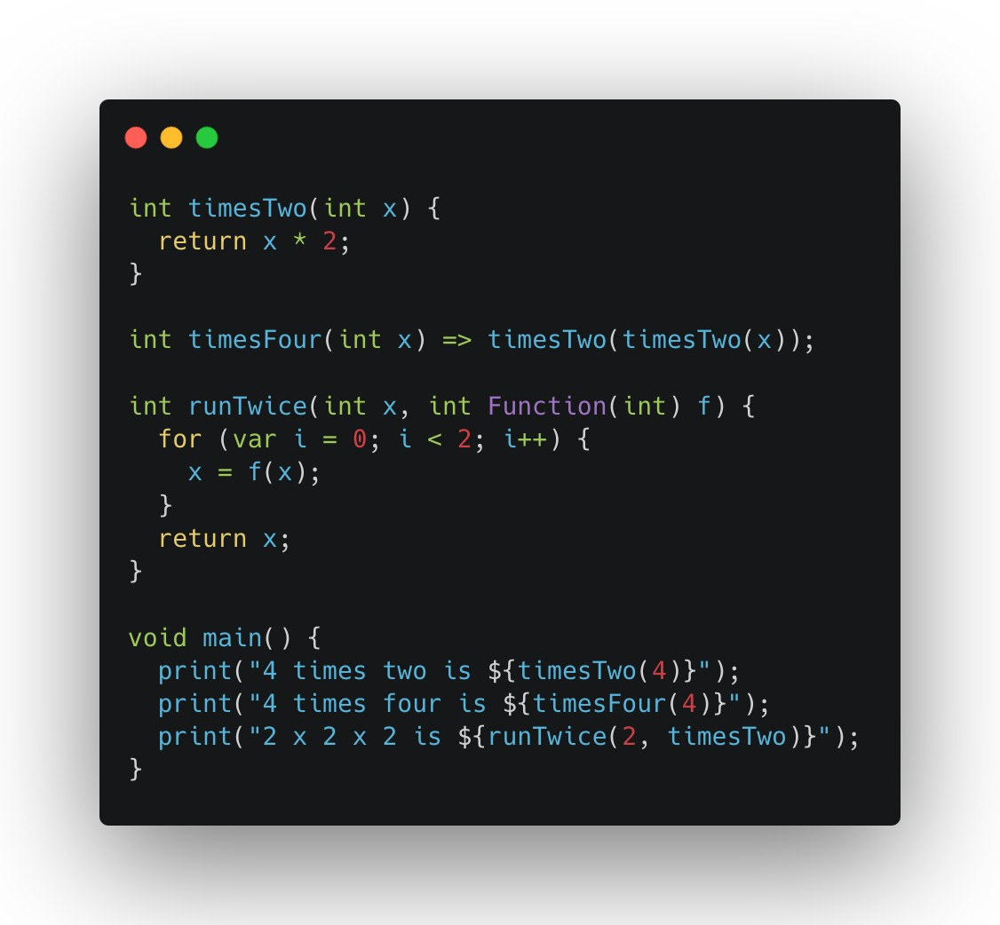 int timesTwo(int x) {
  return x * 2;
}

int timesFour(int x) => timesTwo(timesTwo(x));

int runTwice(int x, int Function(int) f) {
  for (var i = 0; i < 2; i++) {
    x = f(x);
  }
  return x;
}

void main() {
  print("4 times two is ${timesTwo(4)}");
  print("4 times four is ${timesFour(4)}");
  print("2 x 2 x 2 is ${runTwice(2, timesTwo)}");
}